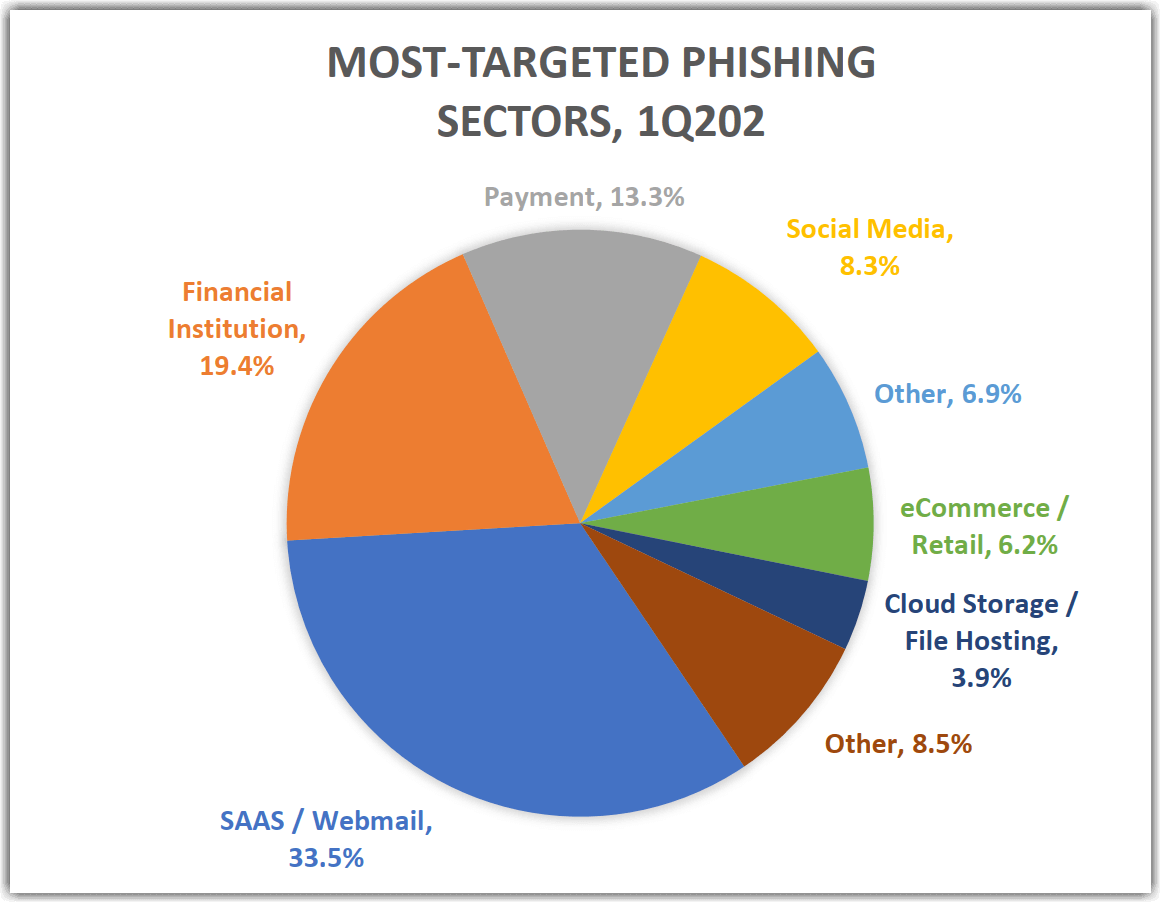 MOST-TARGETED PHISHING
SECTORS, 1Q202
Payment, 13.3%
Social Media,
8.3%
Financial
Institution,
19.4%
Other, 6.9%
eCommerce /
Retail, 6.2%
Cloud Storage /
File Hosting,
3.9%
Other, 8.5%
SAAS / Webmail,
33.5%